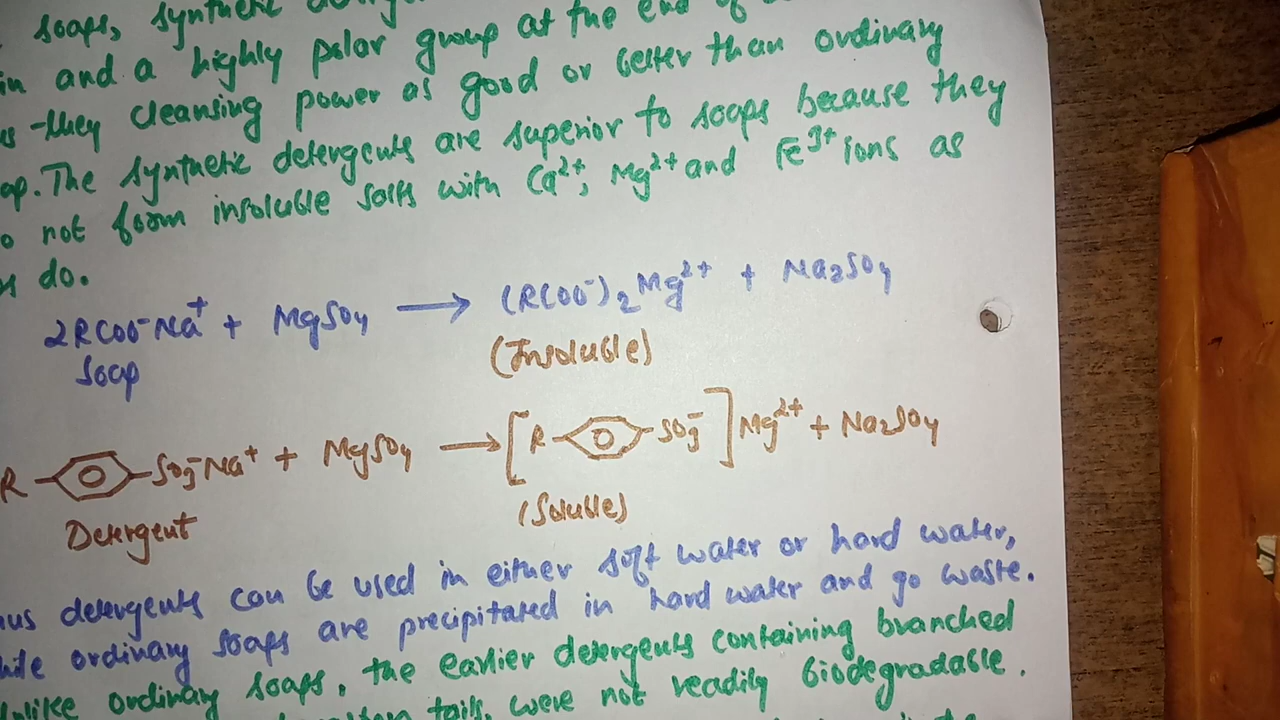 soaps, synthetic
in and a highly polar group at the end of
they cleansing power as good or better than ordinary
ap. The synthetic detergents are superior to soaps because they
o not form insoluble salts with Ca²⁺, Mg²⁺ and Fe³⁺ ions as
do.
2RCOO⁻Na⁺ + MgSO₄ ⟶ (RCOO⁻)₂Mg²⁺ + Na₂SO₄
Soap (Insoluble)
R SO₃⁻Na⁺ + MgSO₄ ⟶ [R SO₃⁻]Mg²⁺ + Na₂SO₄
Detergent (Soluble)
us detergents can be used in either soft water or hard water,
hile ordinary soaps are precipitated in hard water and go waste.
nlike ordinary soaps, the earlier detergents containing branched
tails, were not readily biodegradable.